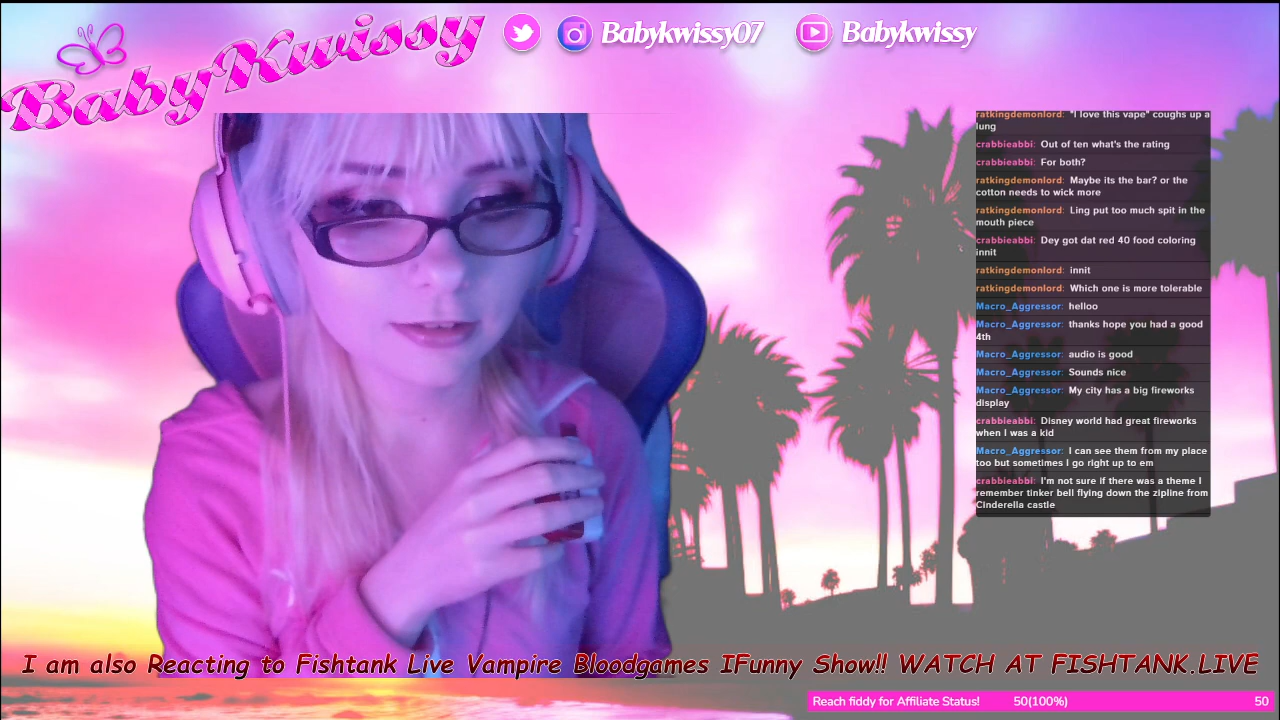 BabyKwissy
Babykwissy07
Babykwissy
ratkingdemonlord: "I love this vape" coughs up a
lung
crabbieabbi: Out of ten what's the rating
crabbieabbi: For both?
ratkingdemonlord: Maybe its the bar? or the
cotton needs to wick more
ratkingdemonlord: Ling put too much spit in the
mouth piece
crabbieabbi: Dey got dat red 40 food coloring
innit
ratkingdemonlord: innit
ratkingdemonlord: Which one is more tolerable
Macro_Aggressor: helloo
Macro_Aggressor: thanks hope you had a good
4th
Macro_Aggressor: audio is good
Macro_Aggressor: Sounds nice
Macro_Aggressor: My city has a big fireworks
display
crabbieabbi: Disney world had great fireworks
when I was a kid
Macro_Aggressor: I can see them from my place
too but sometimes I go right up to em
crabbieabbi: I'm not sure if there was a theme I
remember tinker bell flying down the zipline from
Cinderella castle
I am also Reacting to Fishtank Live Vampire Bloodgames IFunny Show!! WATCH AT FISHTANK.LIVE
Reach fiddy for Affiliate Status! 50(100%) 50